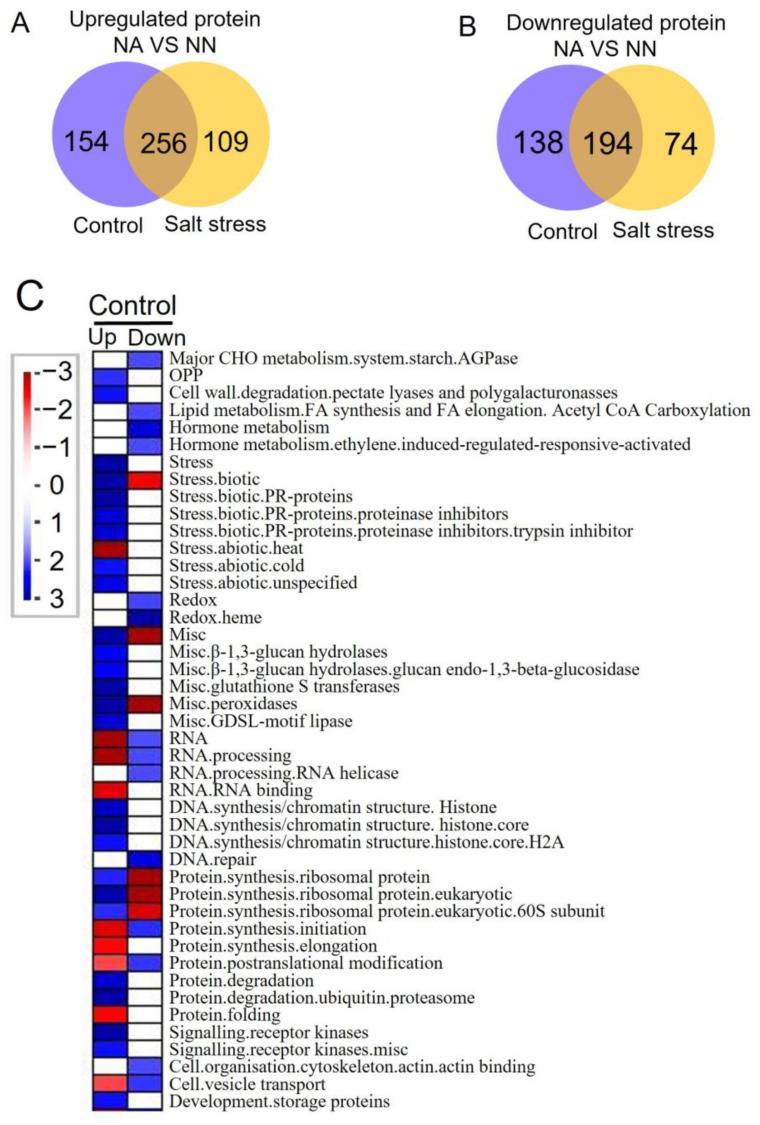 A
Upregulated protein
NA VS NN
154
256
109
Control
Salt stress
B
Downregulated protein
NA VS NN
138
194
74
Control
Salt stress
C
Control
Up
Down
-3
-2
-1
0
1
2
3
Major CHO metabolism.system.starch.AGPase
OPP
Cell wall.degradation.pectate lyases and polygalacturonasses
Lipid metabolism.FA synthesis and FA elongation. Acetyl CoA Carboxylation
Hormone metabolism
Hormone metabolism.ethylene.induced-regulated-responsive-activated
Stress
Stress.biotic
Stress.biotic.PR-proteins
Stress.biotic.PR-proteins.proteinase inhibitors
Stress.biotic.PR-proteins.proteinase inhibitors.trypsin inhibitor
Stress.abiotic.heat
Stress.abiotic.cold
Stress.abiotic.unspecified
Redox
Redox.heme
Misc
Misc.β-1,3-glucan hydrolases
Misc.β-1,3-glucan hydrolases.glucan endo-1,3-beta-glucosidase
Misc.glutathione S transferases
Misc.peroxidases
Misc.GDSL-motif lipase
RNA
RNA.processing
RNA.processing.RNA helicase
RNA.RNA binding
DNA.synthesis/chromatin structure. Histone
DNA.synthesis/chromatin structure. histone.core
DNA.synthesis/chromatin structure.histone.core.H2A
DNA.repair
Protein.synthesis.ribosomal protein
Protein.synthesis.ribosomal protein.eukaryotic
Protein.synthesis.ribosomal protein.eukaryotic.60S subunit
Protein.synthesis.initiation
Protein.synthesis.elongation
Protein.postranslational modification
Protein.degradation
Protein.degradation.ubiquitin.proteasome
Protein.folding
Signalling.receptor kinases
Signalling.receptor kinases.misc
Cell.organisation.cytoskeleton.actin.actin binding
Cell.vesicle transport
Development.storage proteins